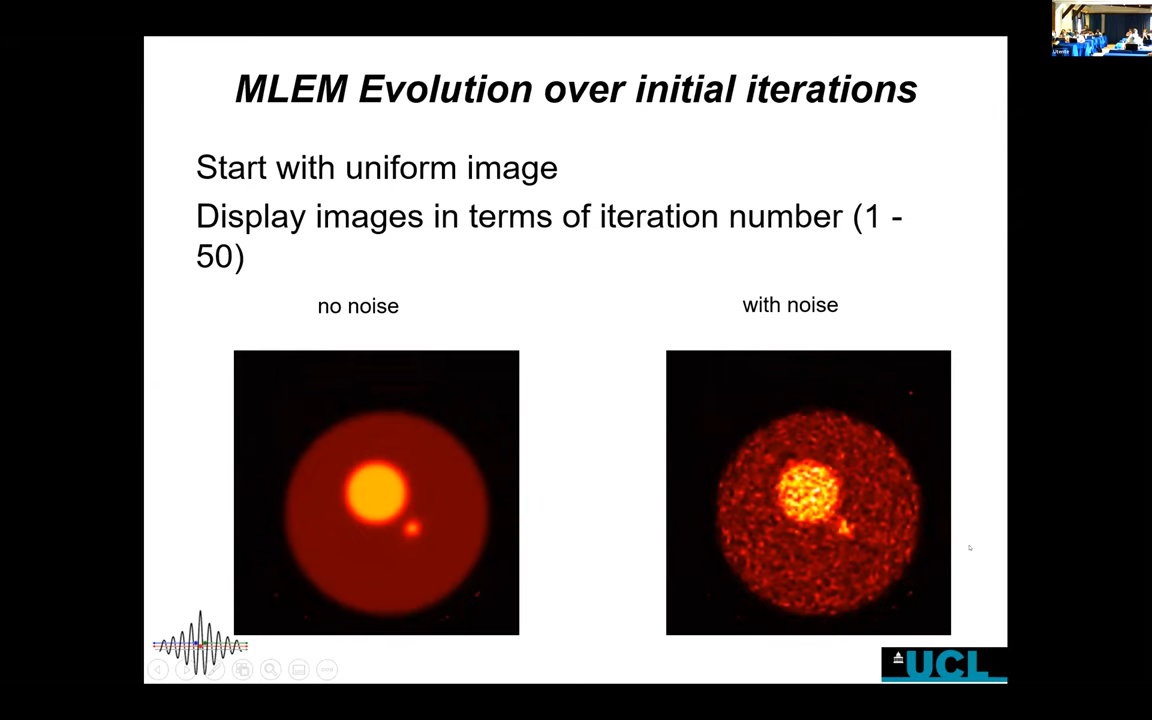 MLEM Evolution over initial iterations
Start with uniform image
Display images in terms of iteration number (1 -
50)
no noise
with noise
UCL